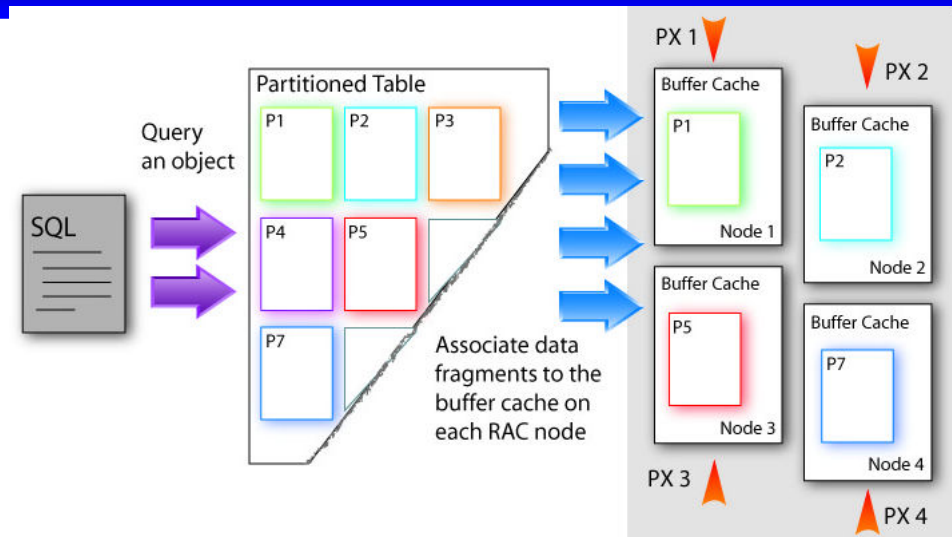 SQL
Query
an object
Partitioned Table
P1
P2
P3
P4
P5
P7
Associate data
fragments to the
buffer cache on
each RAC node
PX 1
Buffer Cache
P1
Node 1
PX 2
Buffer Cache
P2
Node 2
Buffer Cache
P5
Node 3
PX 3
Buffer Cache
P7
Node 4
PX 4